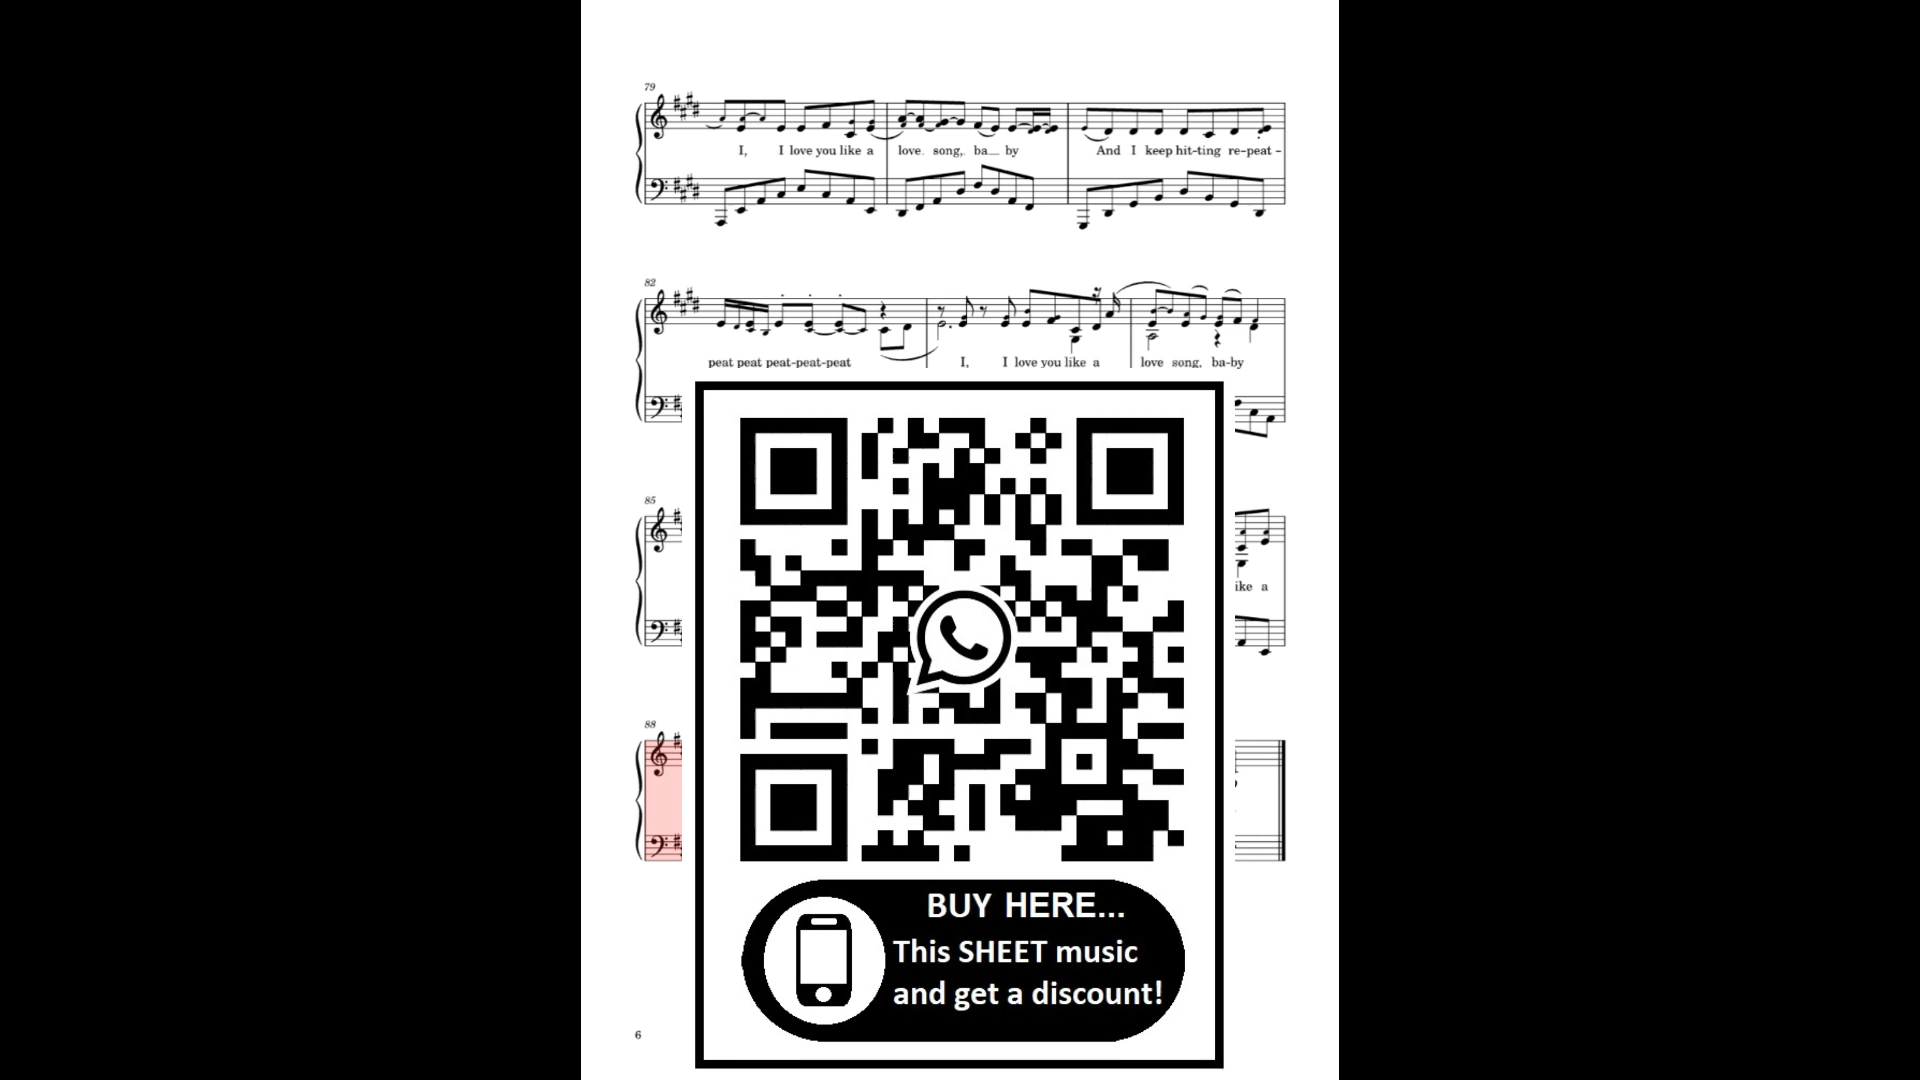 79
I, I love you like a love. song, ba__ by And I keep hit-ting re-peat-
82
peat peat peat-peat-peat I, I love you like a love song, ba-by
85
ike a
88
BUY HERE...
This SHEET music
and get a discount!
6